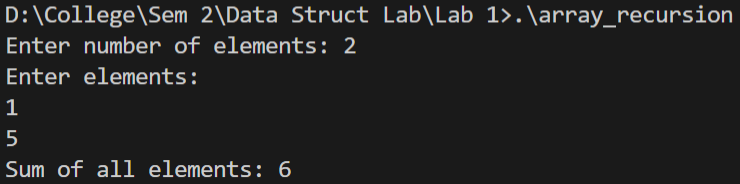 D:\College\Sem 2\Data Struct Lab\Lab 1>.\array_recursion
Enter number of elements: 2
Enter elements:
1
5
Sum of all elements: 6